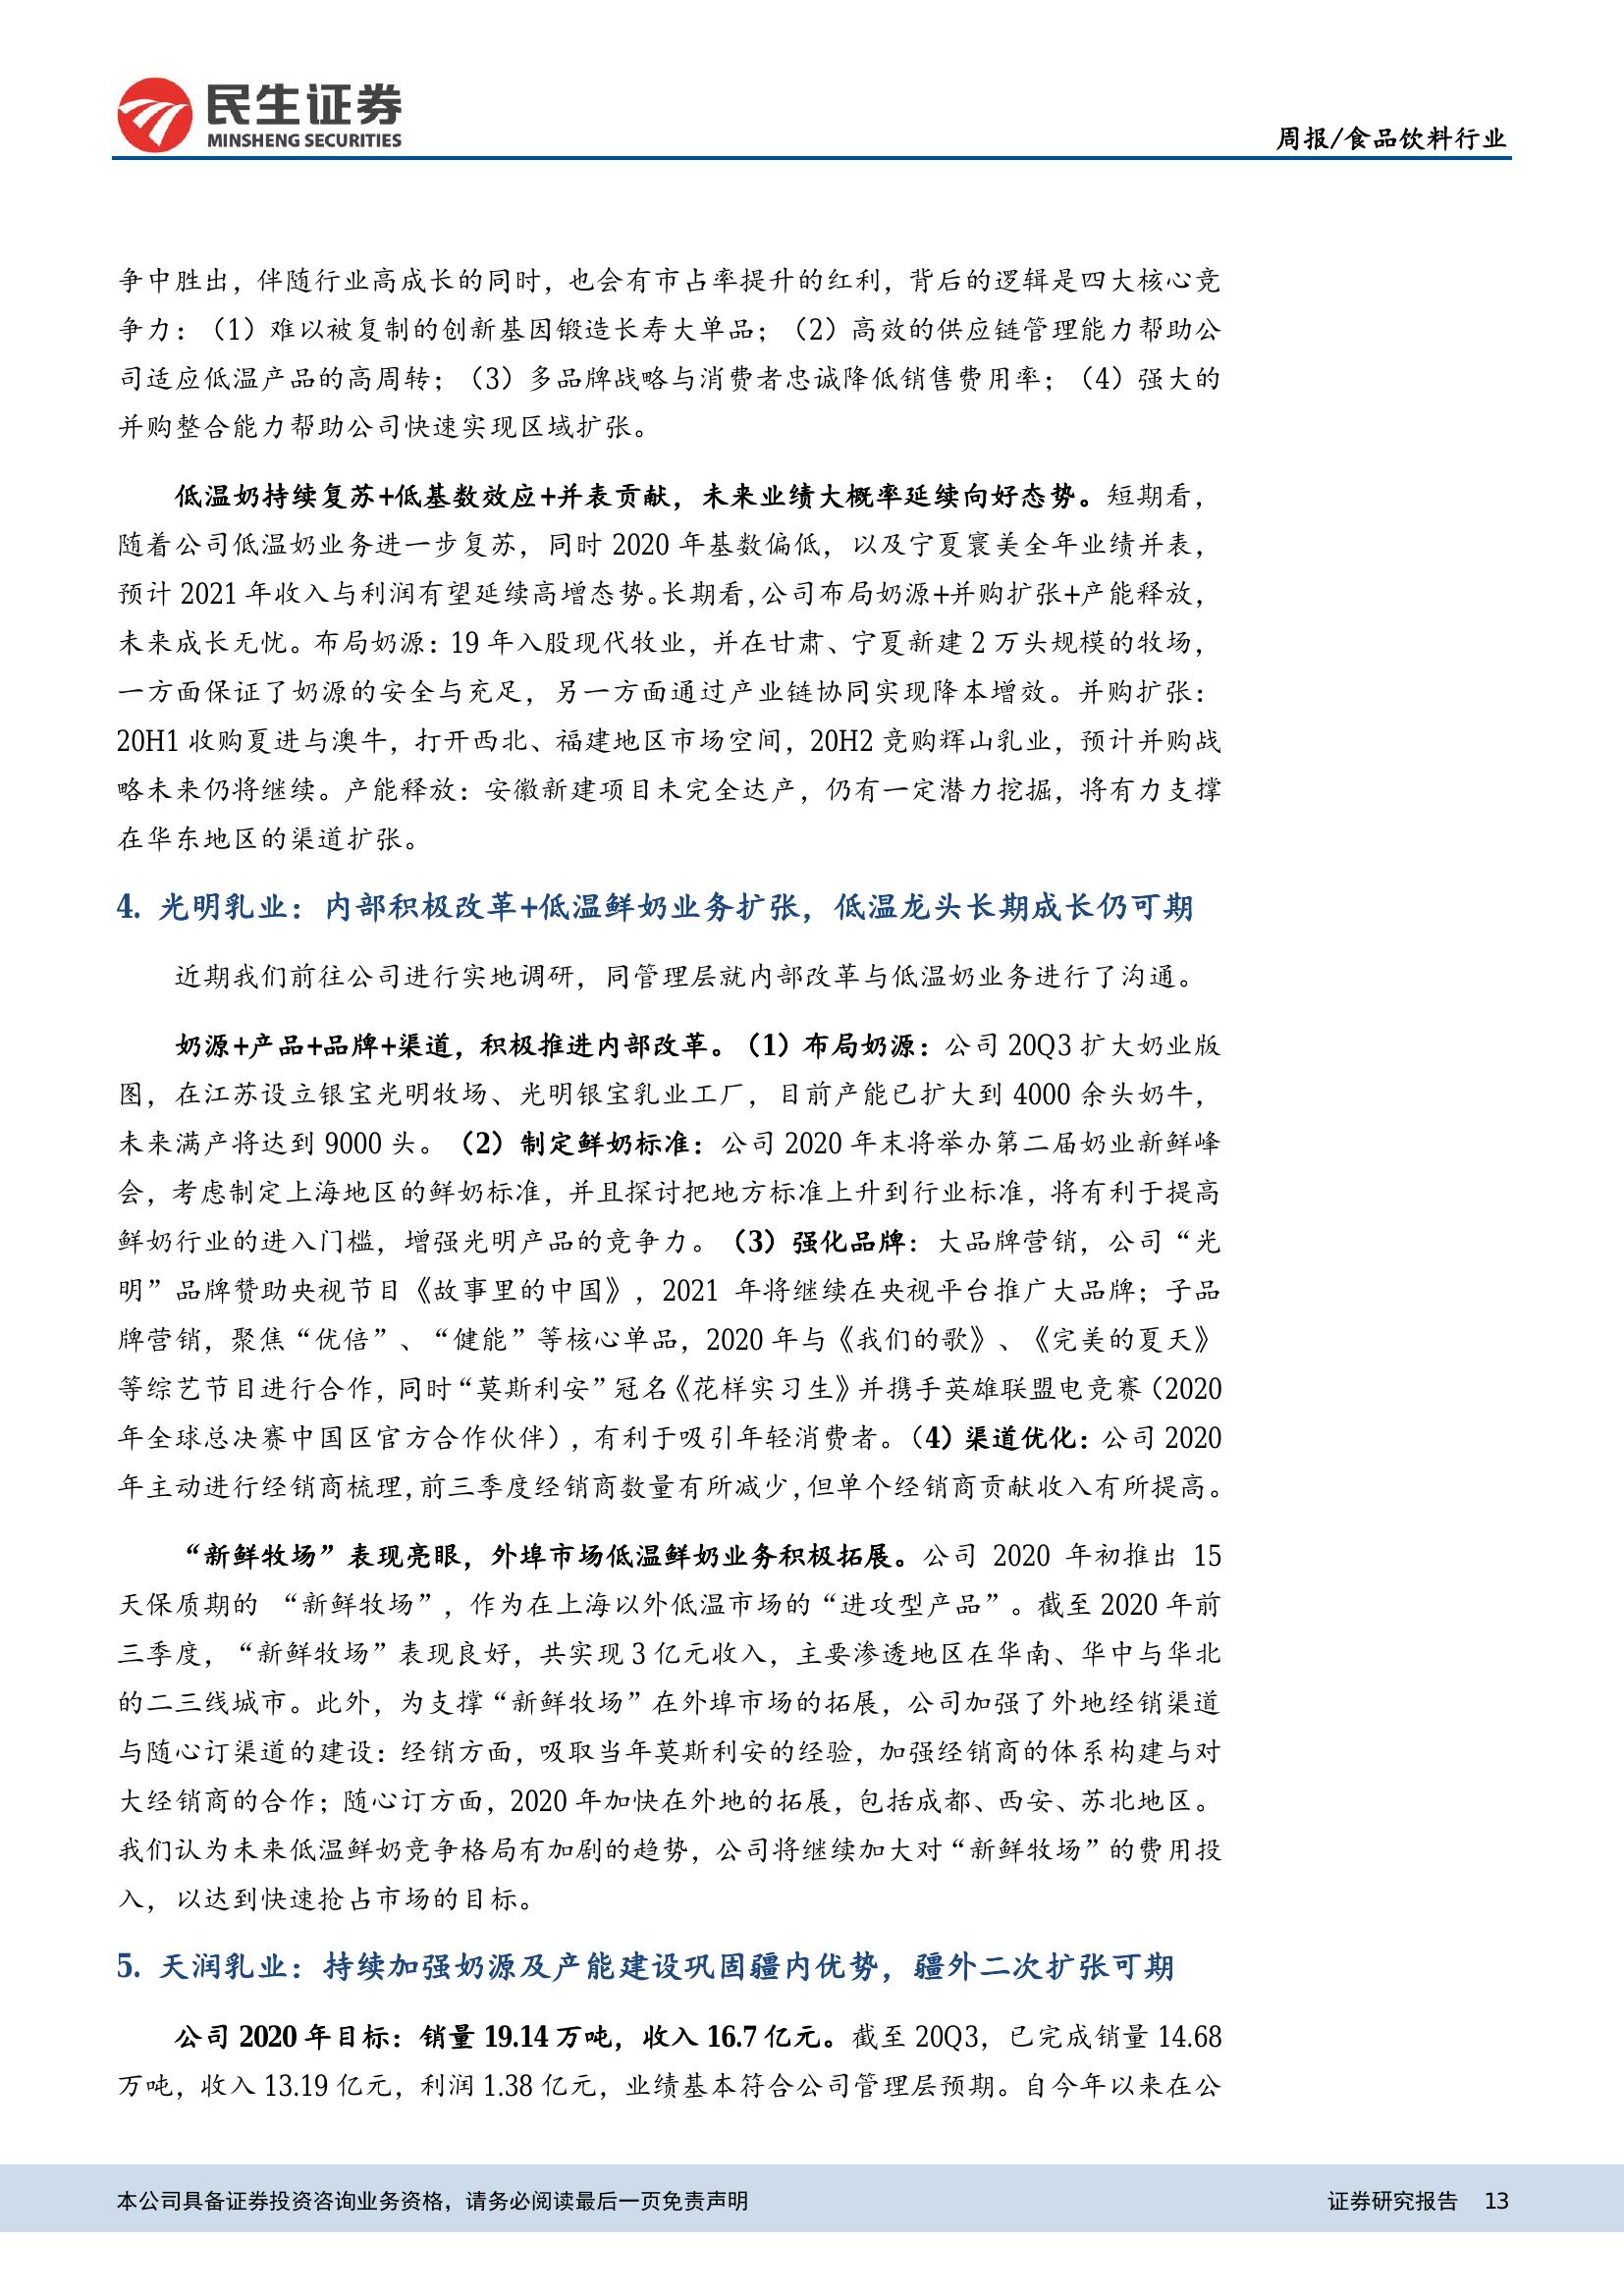 民生证券
MINSHENG SECURITIES
周报/食品饮料行业
争中胜出，伴随行业高成长的同时，也会有市占率提升的红利，背后的逻辑是四大核心竞
争力：（1）难以被复制的创新基因锻造长寿大单品；（2）高效的供应链管理能力帮助公
司适应低温产品的高周转；（3）多品牌战略与消费者忠诚降低销售费用率；（4）强大的
并购整合能力帮助公司快速实现区域扩张。
低温奶持续复苏+低基数效应+并表贡献，未来业绩大概率延续向好态势。短期看，
随着公司低温奶业务进一步复苏，同时 2020 年基数偏低，以及宁夏寰美全年业绩并表，
预计 2021 年收入与利润有望延续高增态势。长期看，公司布局奶源+并购扩张+产能释放，
未来成长无忧。布局奶源：19 年入股现代牧业，并在甘肃、宁夏新建 2 万头规模的牧场，
一方面保证了奶源的安全与充足，另一方面通过产业链协同实现降本增效。并购扩张：
20H1 收购夏进与澳牛，打开西北、福建地区市场空间，20H2 竞购辉山乳业，预计并购战
略未来仍将继续。产能释放：安徽新建项目未完全达产，仍有一定潜力挖掘，将有力支撑
在华东地区的渠道扩张。
4. 光明乳业：内部积极改革+低温鲜奶业务扩张，低温龙头长期成长仍可期
近期我们前往公司进行实地调研，同管理层就内部改革与低温奶业务进行了沟通。
奶源+产品+品牌+渠道，积极推进内部改革。（1）布局奶源：公司 20Q3 扩大奶业版
图，在江苏设立银宝光明牧场、光明银宝乳业工厂，目前产能已扩大到 4000 余头奶牛，
未来满产将达到 9000 头。（2）制定鲜奶标准：公司 2020 年末将举办第二届奶业新鲜峰
会，考虑制定上海地区的鲜奶标准，并且探讨把地方标准上升到行业标准，将有利于提高
鲜奶行业的进入门槛，增强光明产品的竞争力。（3）强化品牌：大品牌营销，公司“光
明”品牌赞助央视节目《故事里的中国》，2021 年将继续在央视平台推广大品牌；子品
牌营销，聚焦“优倍”、“健能”等核心单品，2020 年与《我们的歌》、《完美的夏天》
等综艺节目进行合作，同时“莫斯利安”冠名《花样实习生》并携手英雄联盟电竞赛（2020
年全球总决赛中国区官方合作伙伴），有利于吸引年轻消费者。（4）渠道优化：公司 2020
年主动进行经销商梳理，前三季度经销商数量有所减少，但单个经销商贡献收入有所提高。
“新鲜牧场”表现亮眼，外埠市场低温鲜奶业务积极拓展。公司 2020 年初推出 15
天保质期的 “新鲜牧场”，作为在上海以外低温市场的“进攻型产品”。截至 2020 年前
三季度，“新鲜牧场”表现良好，共实现 3 亿元收入，主要渗透地区在华南、华中与华北
的二三线城市。此外，为支撑“新鲜牧场”在外埠市场的拓展，公司加强了外地经销渠道
与随心订渠道的建设：经销方面，吸取当年莫斯利安的经验，加强经销商的体系构建与对
大经销商的合作；随心订方面，2020 年加快在外地的拓展，包括成都、西安、苏北地区。
我们认为未来低温鲜奶竞争格局有加剧的趋势，公司将继续加大对“新鲜牧场”的费用投
入，以达到快速抢占市场的目标。
5. 天润乳业：持续加强奶源及产能建设巩固疆内优势，疆外二次扩张可期
公司 2020 年目标：销量 19.14 万吨，收入 16.7 亿元。截至 20Q3，已完成销量 14.68
万吨，收入 13.19 亿元，利润 1.38 亿元，业绩基本符合公司管理层预期。自今年以来在公
本公司具备证券投资咨询业务资格，请务必阅读最后一页免责声明
证券研究报告 13